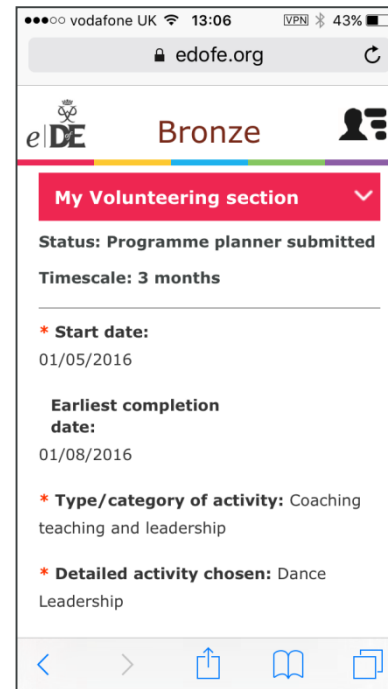 vodafone UK 13:06 VPN 43%
edofe.org
e DE Bronze
My Volunteering section
Status: Programme planner submitted
Timescale: 3 months
* Start date:
01/05/2016
Earliest completion
date:
01/08/2016
* Type/category of activity: Coaching
teaching and leadership
* Detailed activity chosen: Dance
Leadership